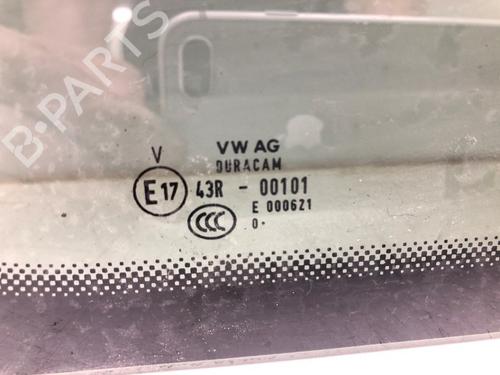 B-PARTS
V
VW AG
DURACAM
E17 43R - 00101
CCC E 000621
0·